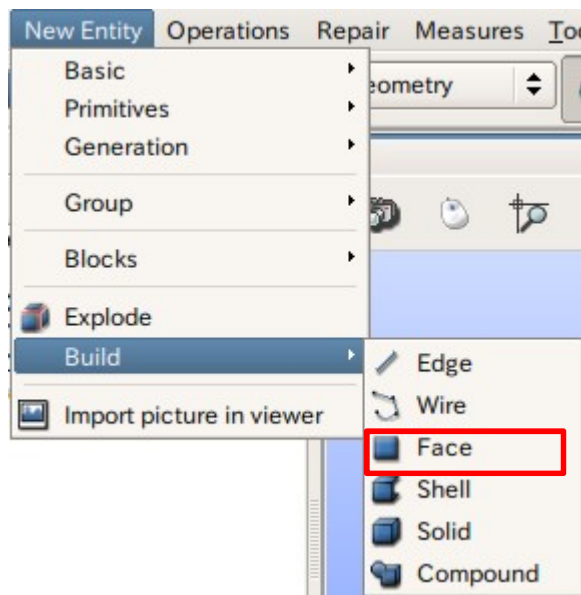 New Entity Operations Repair Measures
Basic
Primitives
Generation
Group
Blocks
Explode
Build
Import picture in viewer
Edge
Wire
Face
Shell
Solid
Compound